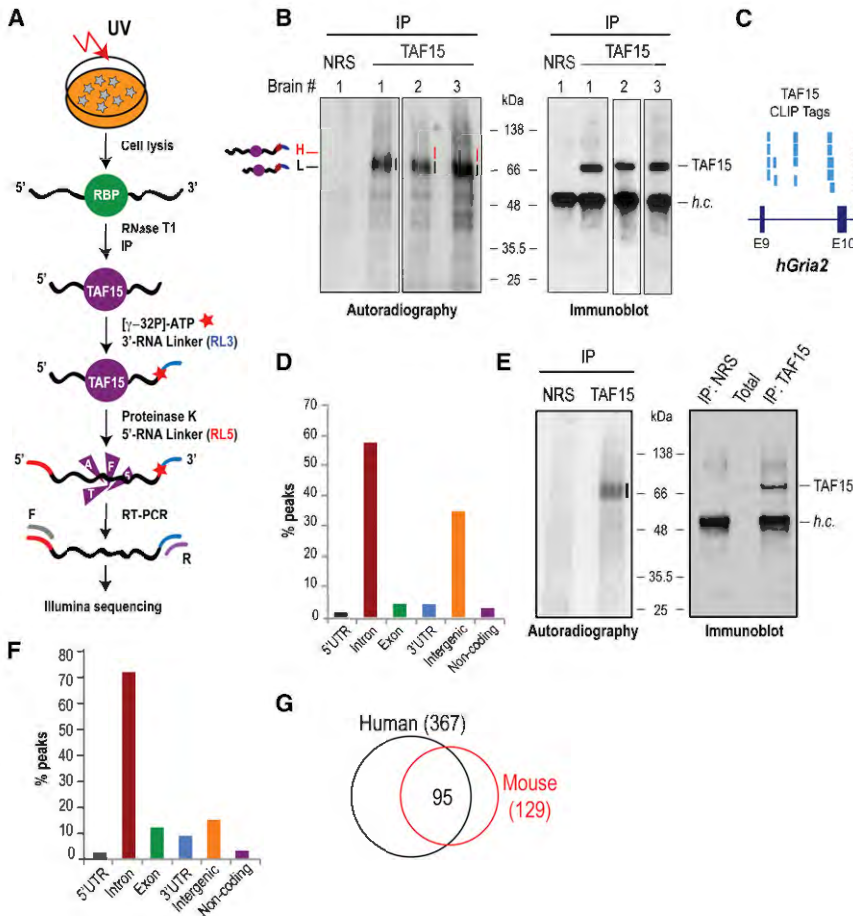 A
UV
Cell lysis
5' RBP 3'
RNase T1
IP
5'
TAF15
[γ-32P]-ATP
3'-RNA Linker (RL3)
5'
TAF15
Proteinase K
5'-RNA Linker (RL5)
5' 3'
A F
T
F RT-PCR
R
Illumina sequencing
B
IP IP
NRS TAF15 NRS TAF15
Brain # 1 1 2 3 1 1 2 3
kDa
138
H
L
66
48
35.5
25
TAF15
h.c.
Autoradiography Immunoblot
C
TAF15
CLIP Tags
E9 E10
hGria2
D
% peaks
70
60
50
40
30
20
10
0
5'UTR
Intron
Exon
3'UTR
Intergenic
Non-coding
E
IP
NRS TAF15
kDa
IP: NRS
Total
IP: TAF15
138
66
48
35.5
25
TAF15
h.c.
Autoradiography Immunoblot
F
% peaks
80
70
60
50
40
30
20
10
0
5'UTR
Intron
Exon
3'UTR
Intergenic
Non-coding
G
Human (367)
95
Mouse
(129)